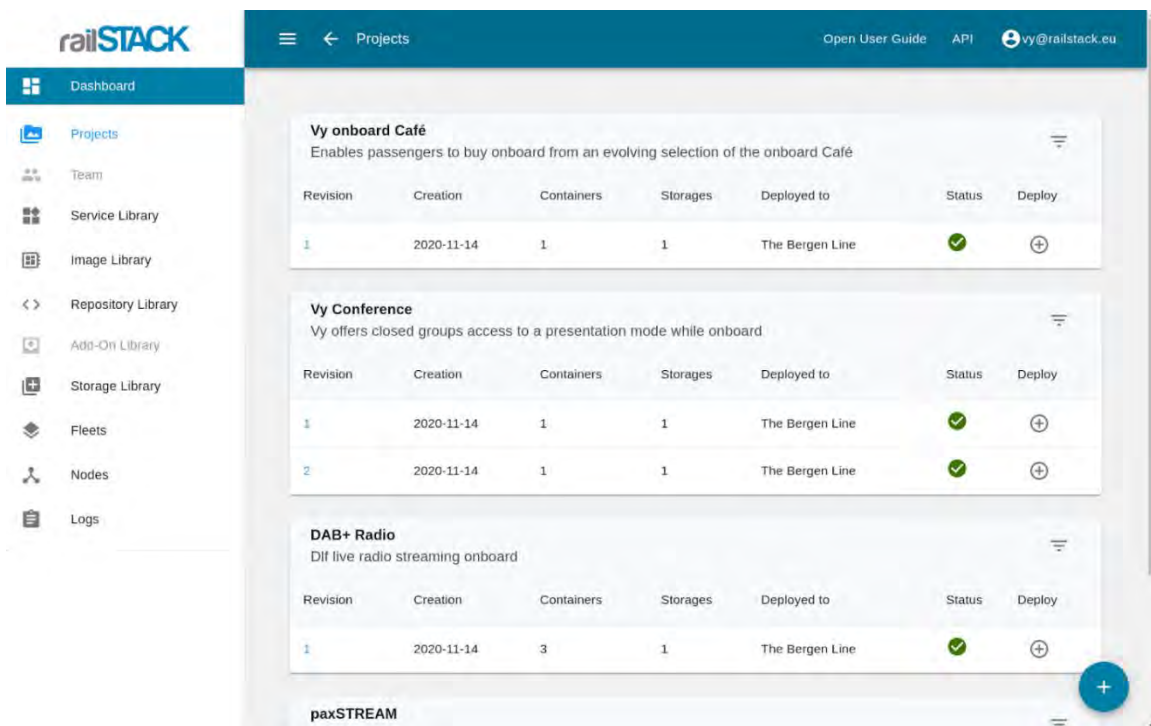 railSTACK
Projects
Open User Guide
API
vy@railstack.eu
Dashboard
Projects
Team
Service Library
Image Library
Repository Library
Add-On Library
Storage Library
Fleets
Nodes
Logs
Vy onboard Café
Enables passengers to buy onboard from an evolving selection of the onboard Café
Revision Creation Containers Storages Deployed to Status Deploy
1 2020-11-14 1 1 The Bergen Line
Vy Conference
Vy offers closed groups access to a presentation mode while onboard
Revision Creation Containers Storages Deployed to Status Deploy
1 2020-11-14 1 1 The Bergen Line
2 2020-11-14 1 1 The Bergen Line
DAB+ Radio
Dlf live radio streaming onboard
Revision Creation Containers Storages Deployed to Status Deploy
1 2020-11-14 3 1 The Bergen Line
paxSTREAM